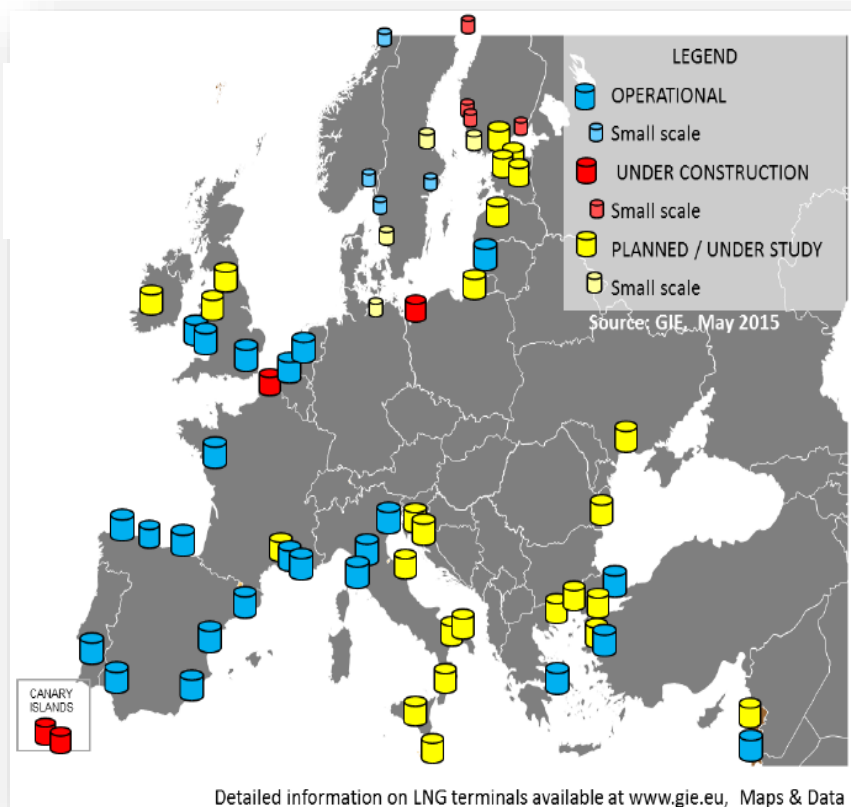 LEGEND
OPERATIONAL
Small scale
UNDER CONSTRUCTION
Small scale
PLANNED / UNDER STUDY
Small scale
Source: GIE, May 2015
CANARY
ISLANDS
Detailed information on LNG terminals available at www.gie.eu, Maps & Data